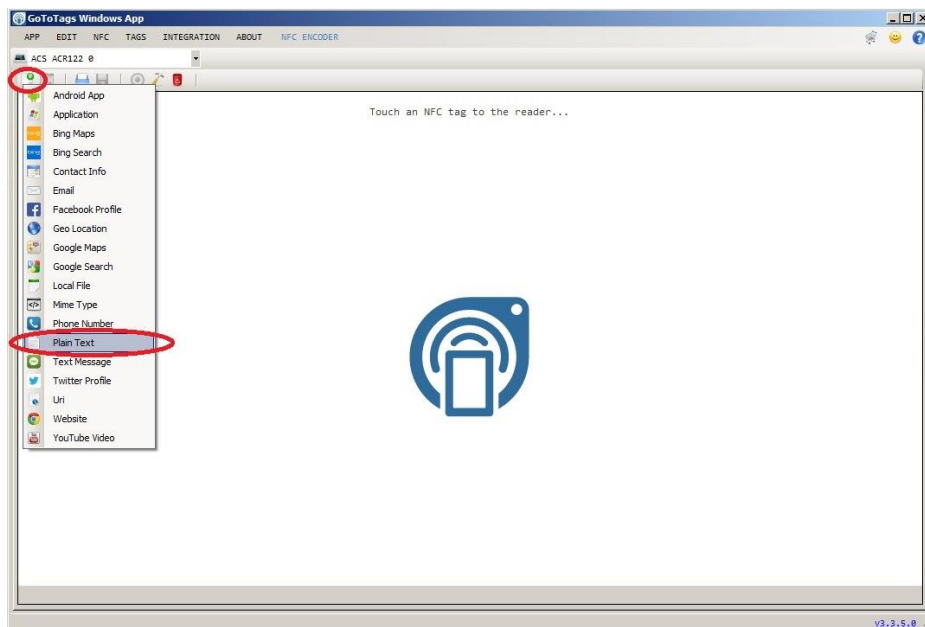 GoToTags Windows App
APP EDIT NFC TAGS INTEGRATION ABOUT NFC ENCODER
ACS ACR122 0
Touch an NFC tag to the reader...
Android App
Application
Bing Maps
Bing Search
Contact Info
Email
Facebook Profile
Geo Location
Google Maps
Google Search
Local File
Mime Type
Phone Number
Plain Text
Text Message
Twitter Profile
Uri
Website
YouTube Video
v3.3.5.0